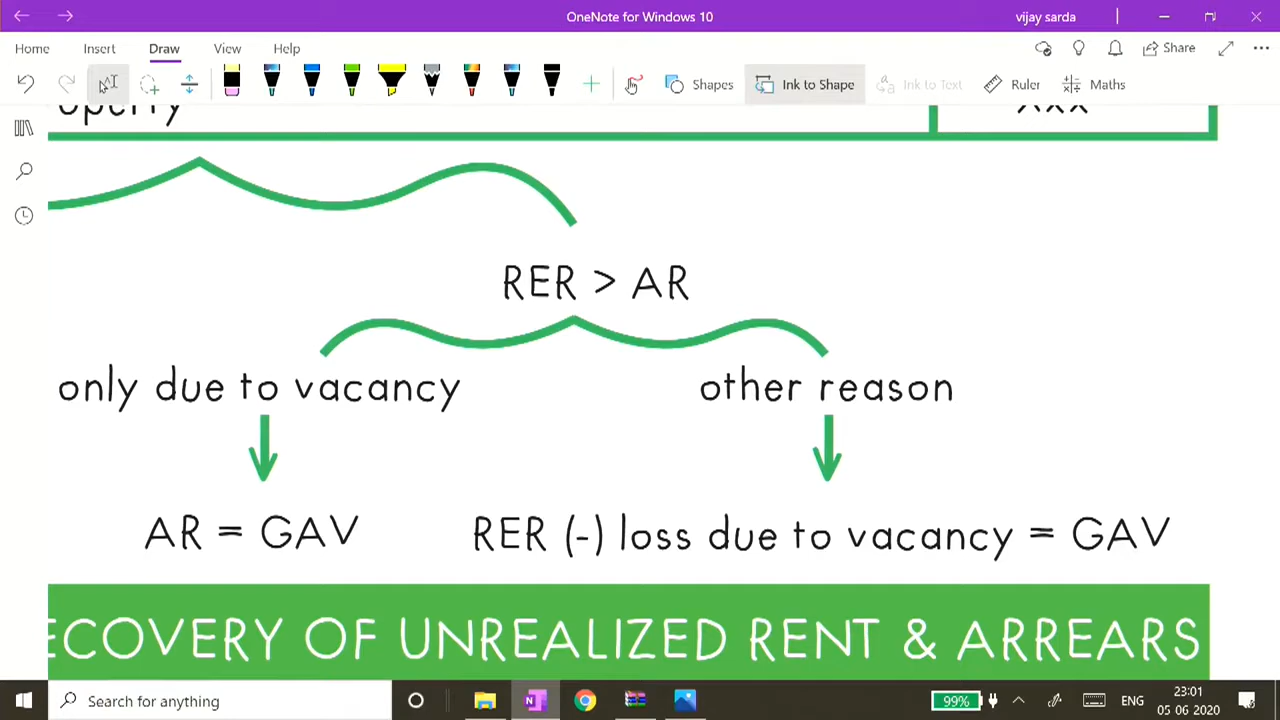 OneNote for Windows 10
vijay sarda
Home Insert Draw View Help
Share
Shapes Ink to Shape Ink to Text Ruler Maths
operty xxx
RER > AR
only due to vacancy other reason
AR = GAV RER (-) loss due to vacancy = GAV
ECOVERY OF UNREALIZED RENT & ARREARS
Search for anything
99% ENG 23:01
05-06-2020